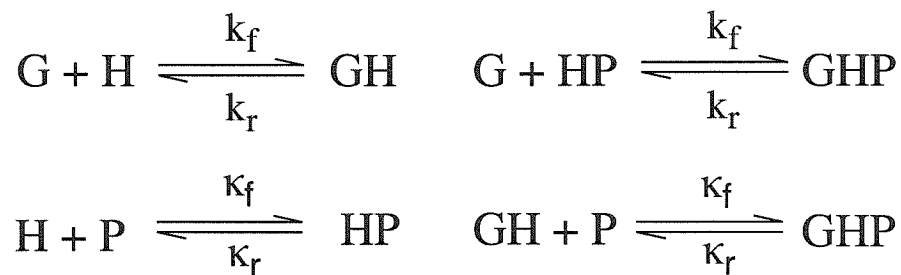 k_f k_f
G + H ⇌ GH G + HP ⇌ GHP
k_r k_r
κ_f κ_f
H + P ⇌ HP GH + P ⇌ GHP
κ_r κ_r